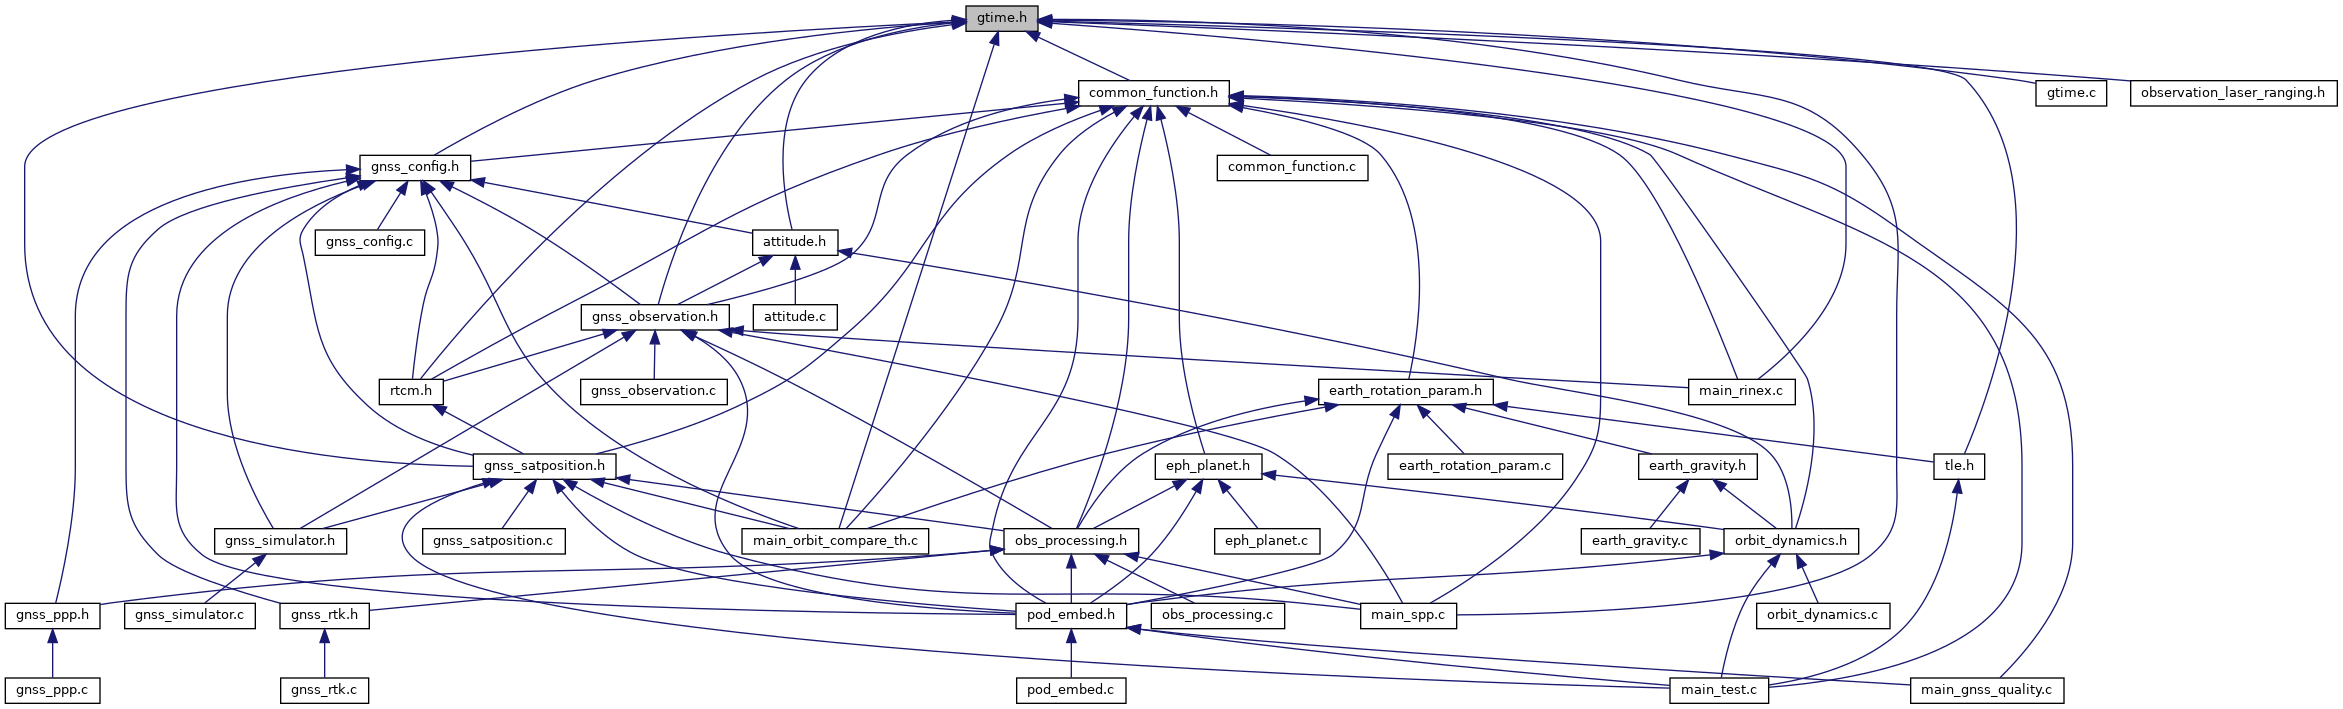 gtime.h
common_function.h
gtime.c
observation_laser_ranging.h
gnss_config.h
common_function.c
gnss_config.c
attitude.h
gnss_observation.h
attitude.c
rtcm.h
gnss_observation.c
earth_rotation_param.h
main_rinex.c
gnss_satposition.h
eph_planet.h
earth_rotation_param.c
earth_gravity.h
tle.h
gnss_simulator.h
gnss_satposition.c
main_orbit_compare_th.c
obs_processing.h
eph_planet.c
earth_gravity.c
orbit_dynamics.h
gnss_ppp.h
gnss_simulator.c
gnss_rtk.h
pod_embed.h
obs_processing.c
main_spp.c
orbit_dynamics.c
gnss_ppp.c
gnss_rtk.c
pod_embed.c
main_test.c
main_gnss_quality.c